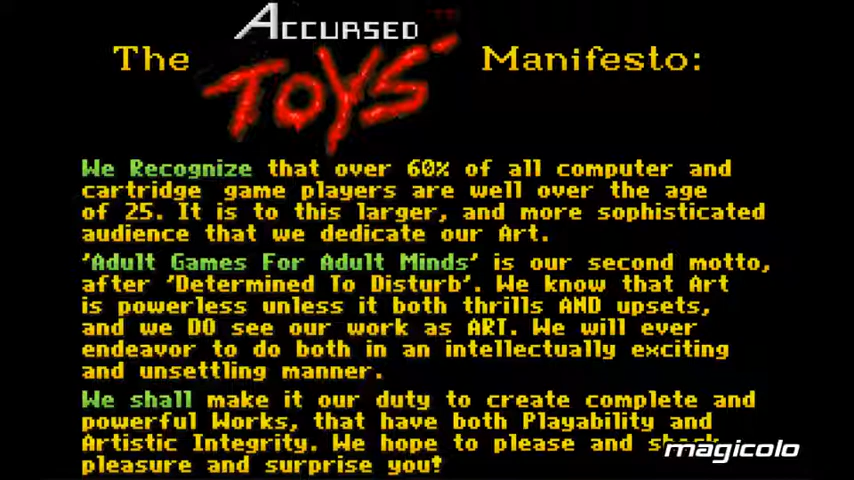 The ACCURSED TOYS Manifesto:
We Recognize that over 60% of all computer and
cartridge game players are well over the age
of 25. It is to this larger, and more sophisticated
audience that we dedicate our Art.
'Adult Games For Adult Minds' is our second motto,
after 'Determined To Disturb'. We know that Art
is powerless unless it both thrills AND upsets,
and we DO see our work as ART. We will ever
endeavor to do both in an intellectually exciting
and unsettling manner.
We shall make it our duty to create complete and
powerful Works, that have both Playability and
Artistic Integrity. We hope to please and shock
pleasure and surprise you!
magicolo